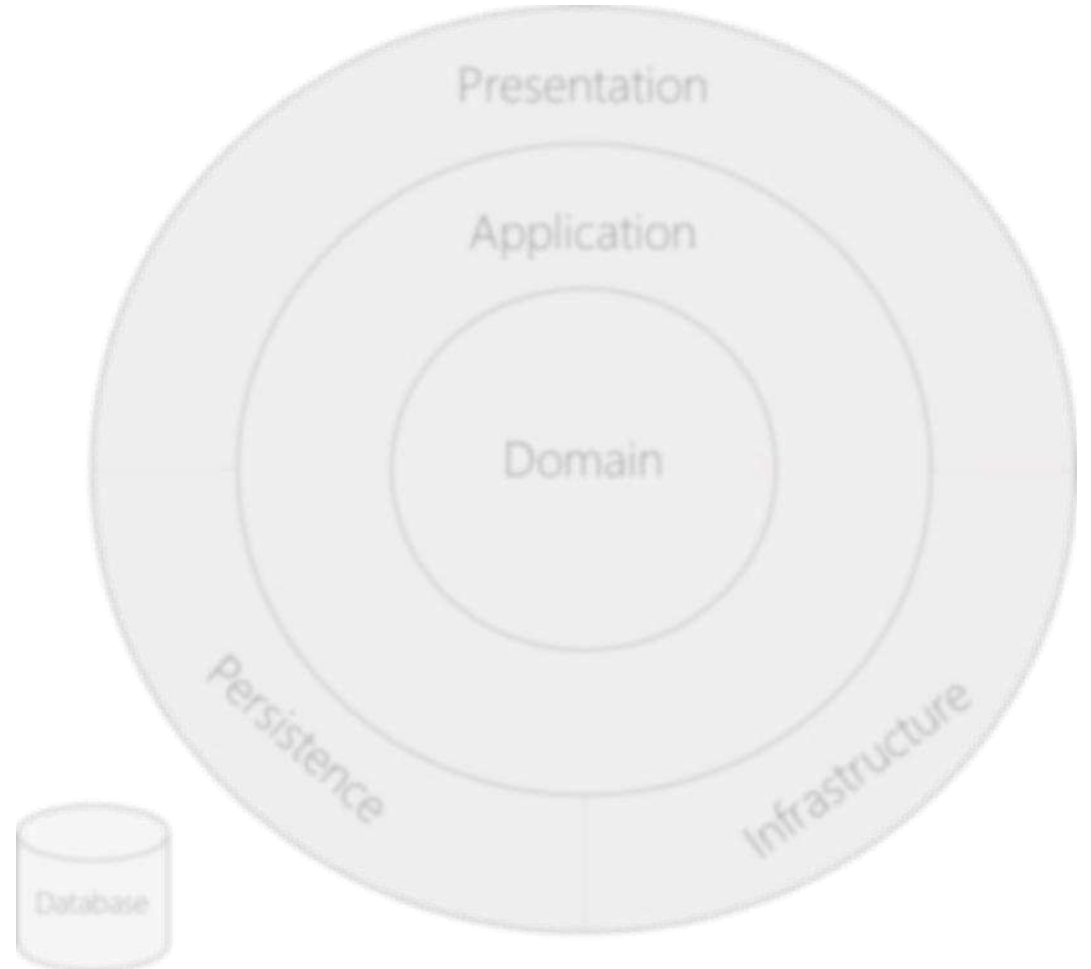 Presentation
Application
Domain
Persistence
Infrastructure
Database